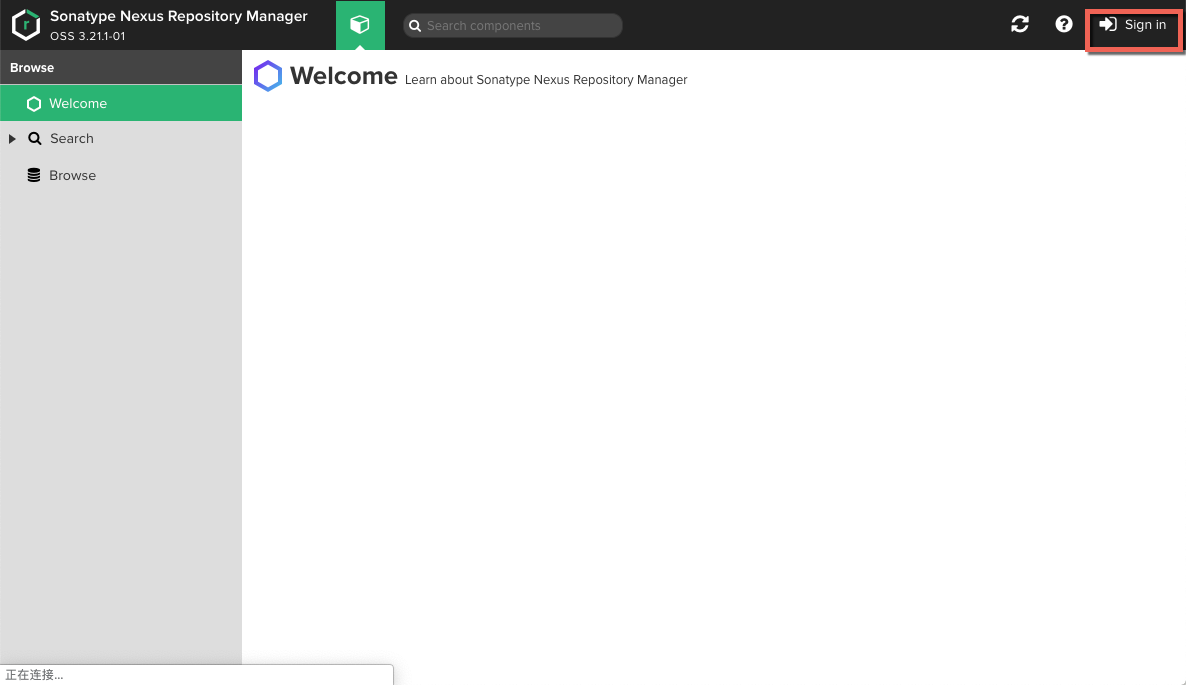 Sonatype Nexus Repository Manager
OSS 3.21.1-01
Search components
Sign in
Browse
Welcome
Search
Browse
Welcome Learn about Sonatype Nexus Repository Manager
正在连接...